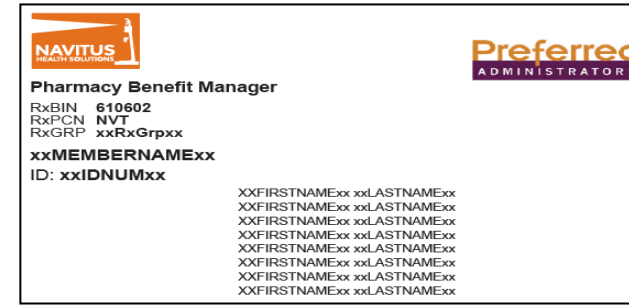 NAVITUS
HEALTH SOLUTIONS
Preferred
ADMINISTRATOR
Pharmacy Benefit Manager
RxBIN 610602
RxPCN NVT
RxGRP xxRxGrpxx
xxMEMBERNAMExx
ID: xxIDNUMxx
XXFIRSTNAMExx xxLASTNAMExx
XXFIRSTNAMExx xxLASTNAMExx
XXFIRSTNAMExx xxLASTNAMExx
XXFIRSTNAMExx xxLASTNAMExx
XXFIRSTNAMExx xxLASTNAMExx
XXFIRSTNAMExx xxLASTNAMExx
XXFIRSTNAMExx xxLASTNAMExx
XXFIRSTNAMExx xxLASTNAMExx